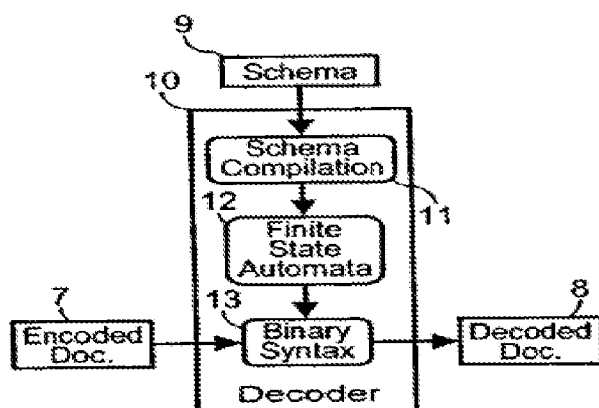 9
Schema
10
Schema
Compilation
11
12
Finite
State
Automata
7
13
8
Encoded
Doc.
Binary
Syntax
Decoded
Doc.
Decoder